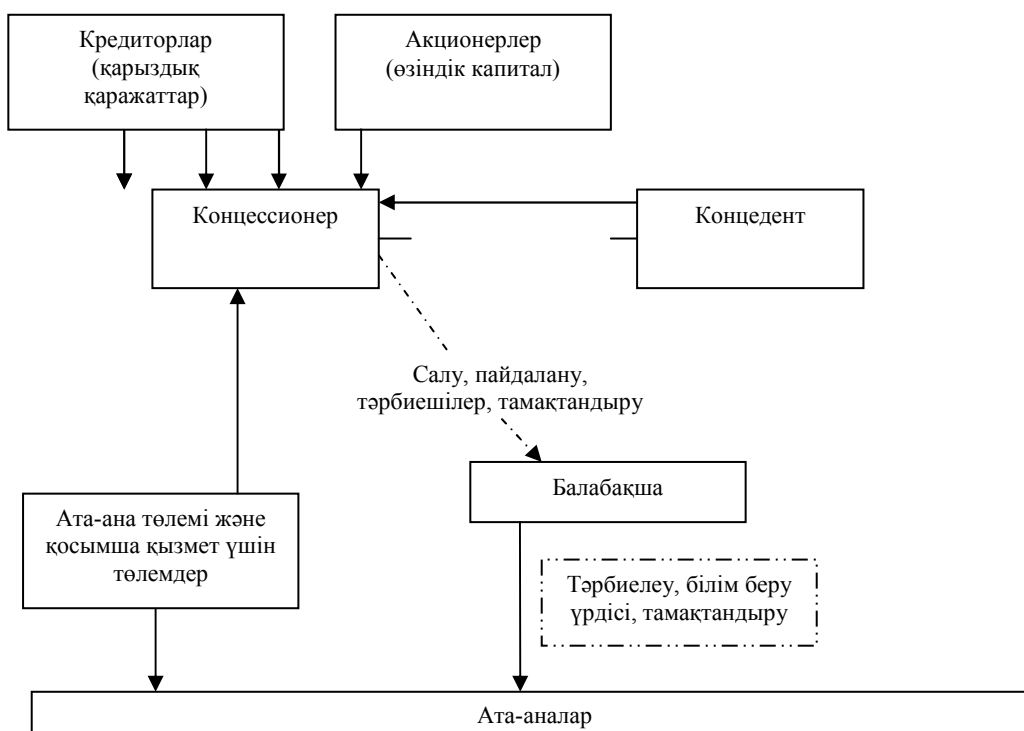 Кредиторлар
(қарыздық
қаражаттар)
Акционерлер
(өзіндік капитал)
Концессионер
Концедент
Салу, пайдалану,
тәрбиешілер, тамақтандыру
Балабақша
Ата-ана төлемі және
қосымша қызмет үшін
төлемдер
Тәрбиелеу, білім беру
үрдісі, тамақтандыру
Ата-аналар